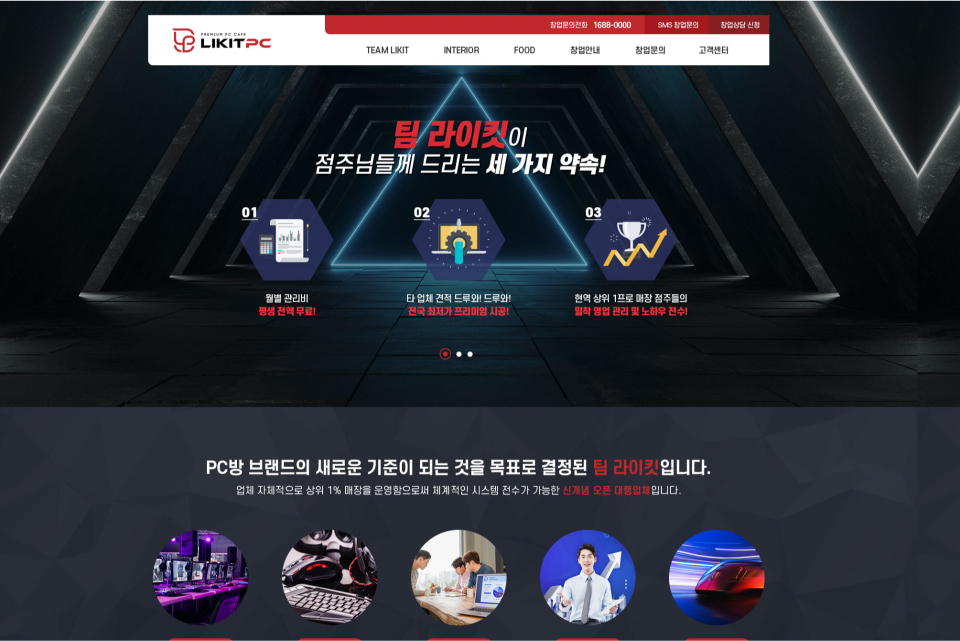 창업문의전화 1688-0000 SMS 창업문의 창업상담 신청
PREMIUM PC CAFE
LIKITPC
TEAM LIKIT INTERIOR FOOD 창업안내 창업문의 고객센터
팀 라이킷이
점주님들께 드리는 세 가지 약속!
01 02 03
월별 관리비
평생 전액 무료!
타 업체 견적 드루와! 드루와!
전국 최저가 프리미엄 시공!
현역 상위 1프로 매장 점주들의
밀착 영업 관리 및 노하우 전수!
PC방 브랜드의 새로운 기준이 되는 것을 목표로 결정된 팀 라이킷입니다.
업체 자체적으로 상위 1% 매장을 운영함으로써 체계적인 시스템 전수가 가능한 신개념 오픈 대행업체입니다.